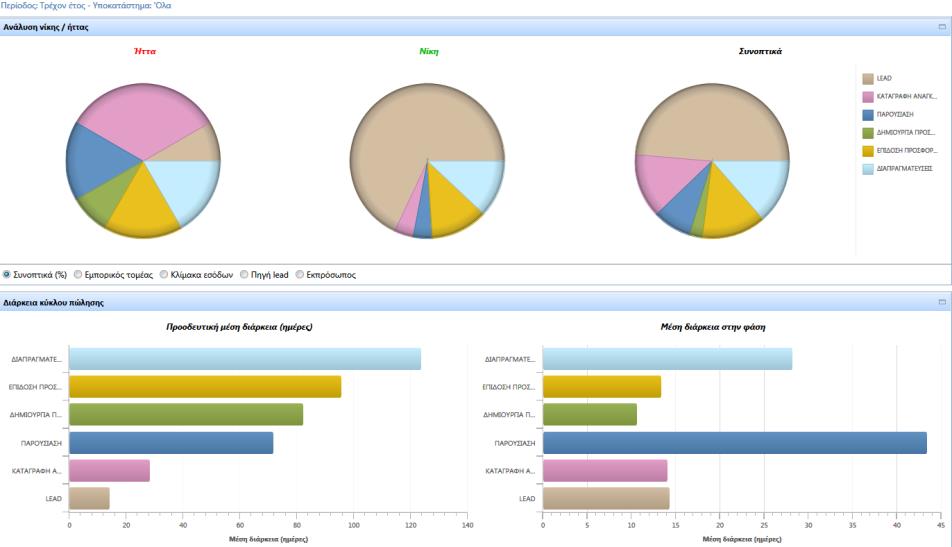 Περίοδος: Τρέχον έτος - Υποκατάστημα: 'Ολα
Ανάλυση νίκης / ήττας
Ήττα
Νίκη
Συνοπτικά
LEAD
ΚΑΤΑΓΡΑΦΗ ΑΝΑΓΚ...
ΠΑΡΟΥΣΙΑΣΗ
ΔΗΜΙΟΥΡΓΙΑ ΠΡΟΣ...
ΕΠΙΔΟΣΗ ΠΡΟΣΦΟΡ...
ΔΙΑΠΡΑΓΜΑΤΕΥΣΕΙΣ
Συνοπτικά (%) Εμπορικός τομέας Κλίμακα εσόδων Πηγή lead Εκπρόσωπος
Διάρκεια κύκλου πώλησης
Προοδευτική μέση διάρκεια (ημέρες)
ΔΙΑΠΡΑΓΜΑΤΕ...
ΕΠΙΔΟΣΗ ΠΡΟΣ...
ΔΗΜΙΟΥΡΓΙΑ Π...
ΠΑΡΟΥΣΙΑΣΗ
ΚΑΤΑΓΡΑΦΗ Α...
LEAD
0 20 40 60 80 100 120 140
Μέση διάρκεια (ημέρες)
Μέση διάρκεια στην φάση
ΔΙΑΠΡΑΓΜΑΤΕ...
ΕΠΙΔΟΣΗ ΠΡΟΣ...
ΔΗΜΙΟΥΡΓΙΑ Π...
ΠΑΡΟΥΣΙΑΣΗ
ΚΑΤΑΓΡΑΦΗ Α...
LEAD
0 5 10 15 20 25 30 35 40 45
Μέση διάρκεια (ημέρες)